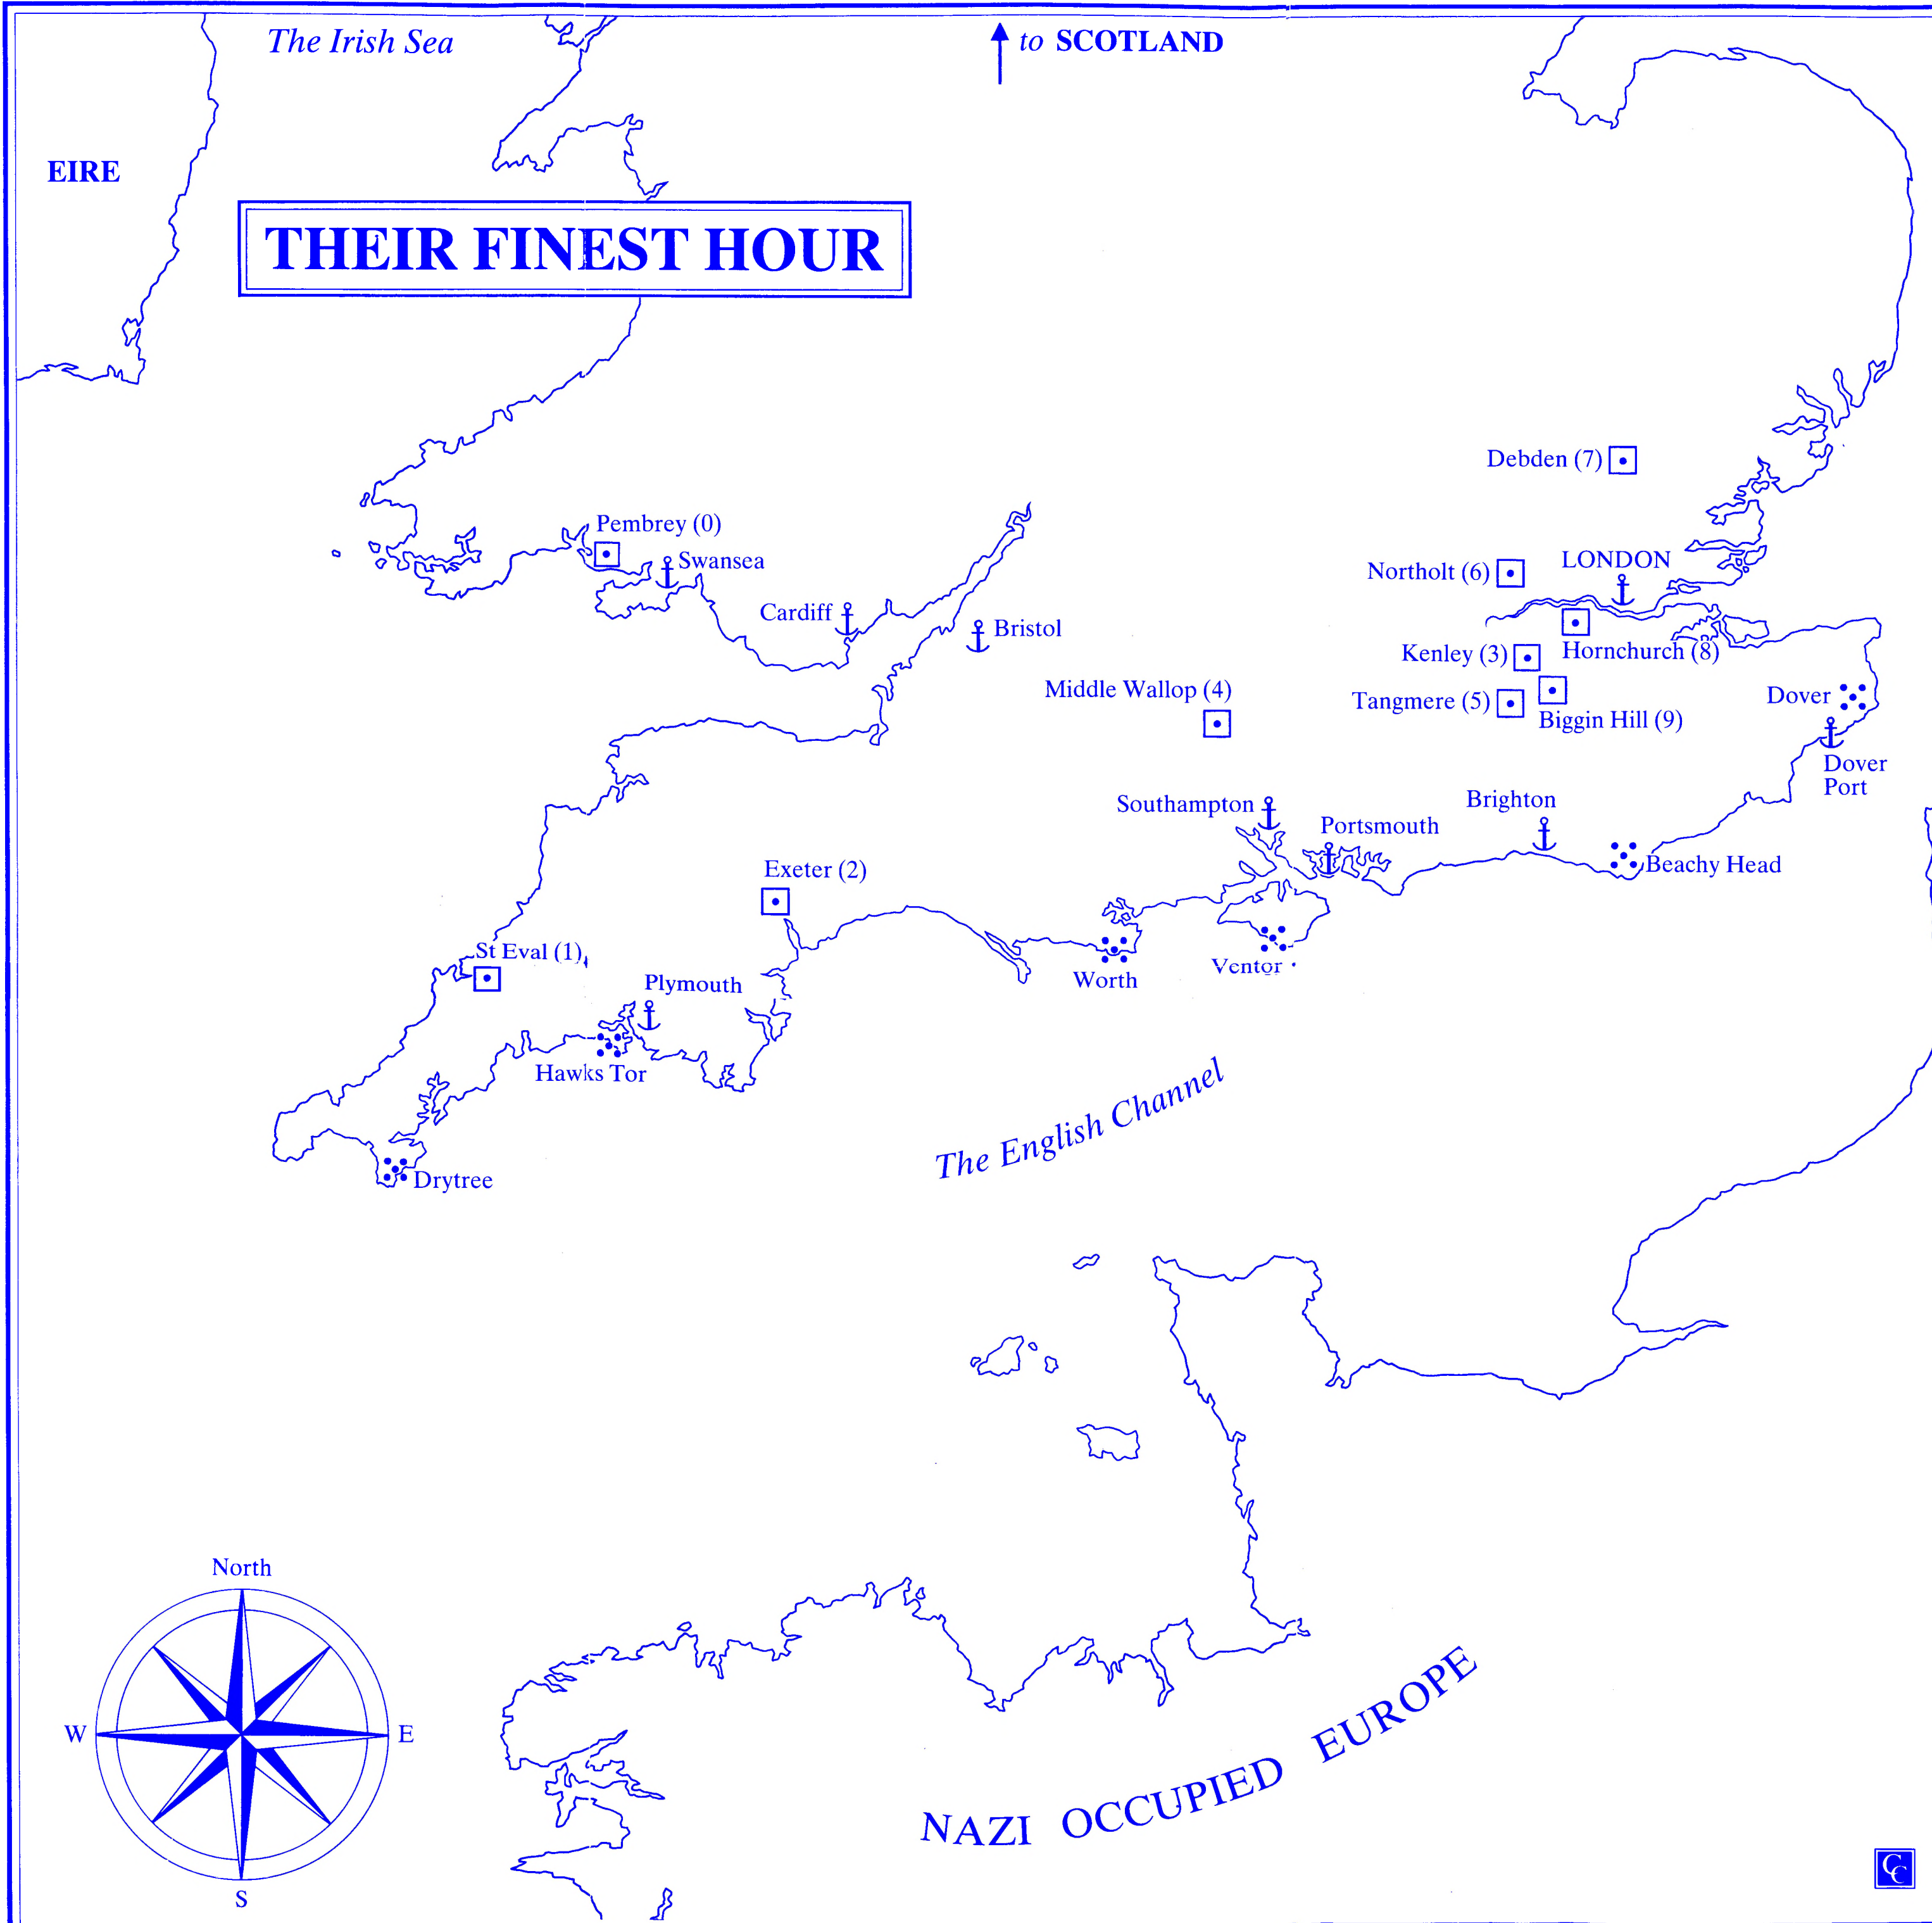 The Irish Sea
to SCOTLAND
EIRE
THEIR FINEST HOUR
Debden (7)
Pembrey (0)
Swansea
Northolt (6)
LONDON
Cardiff
Bristol
Kenley (3)
Hornchurch (8)
Middle Wallop (4)
Tangmere (5)
Biggin Hill (9)
Dover
Dover
Port
Southampton
Brighton
Portsmouth
Beachy Head
Exeter (2)
St Eval (1)
Plymouth
Worth
Ventor
Hawks Tor
The English Channel
Drytree
North
W
E
S
NAZI OCCUPIED EUROPE
CC